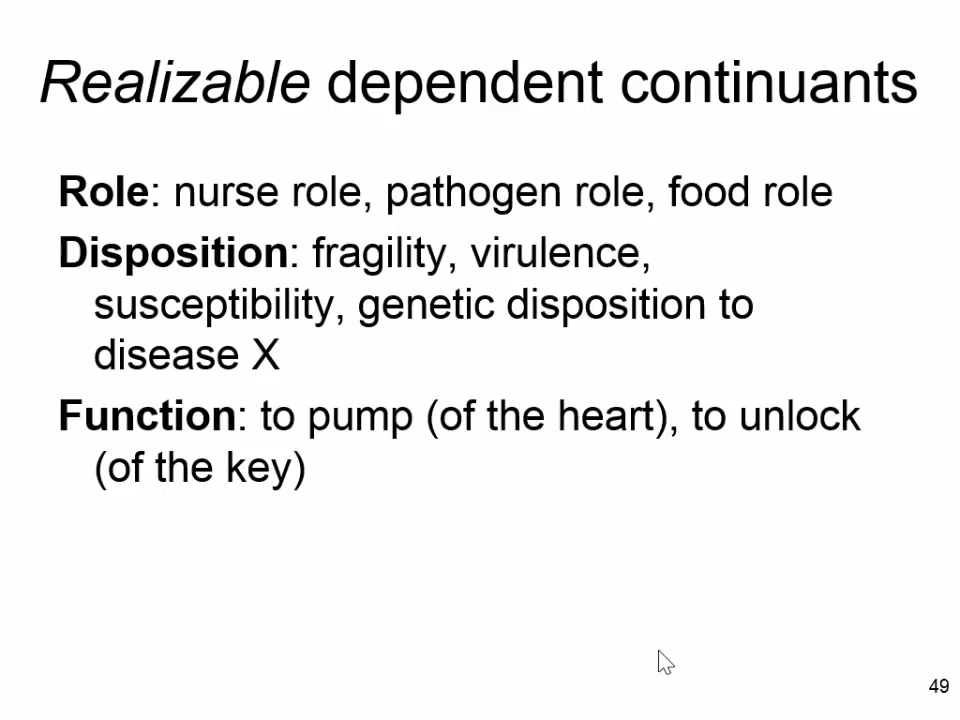 Realizable dependent continuants
Role: nurse role, pathogen role, food role
Disposition: fragility, virulence,
susceptibility, genetic disposition to
disease X
Function: to pump (of the heart), to unlock
(of the key)
49